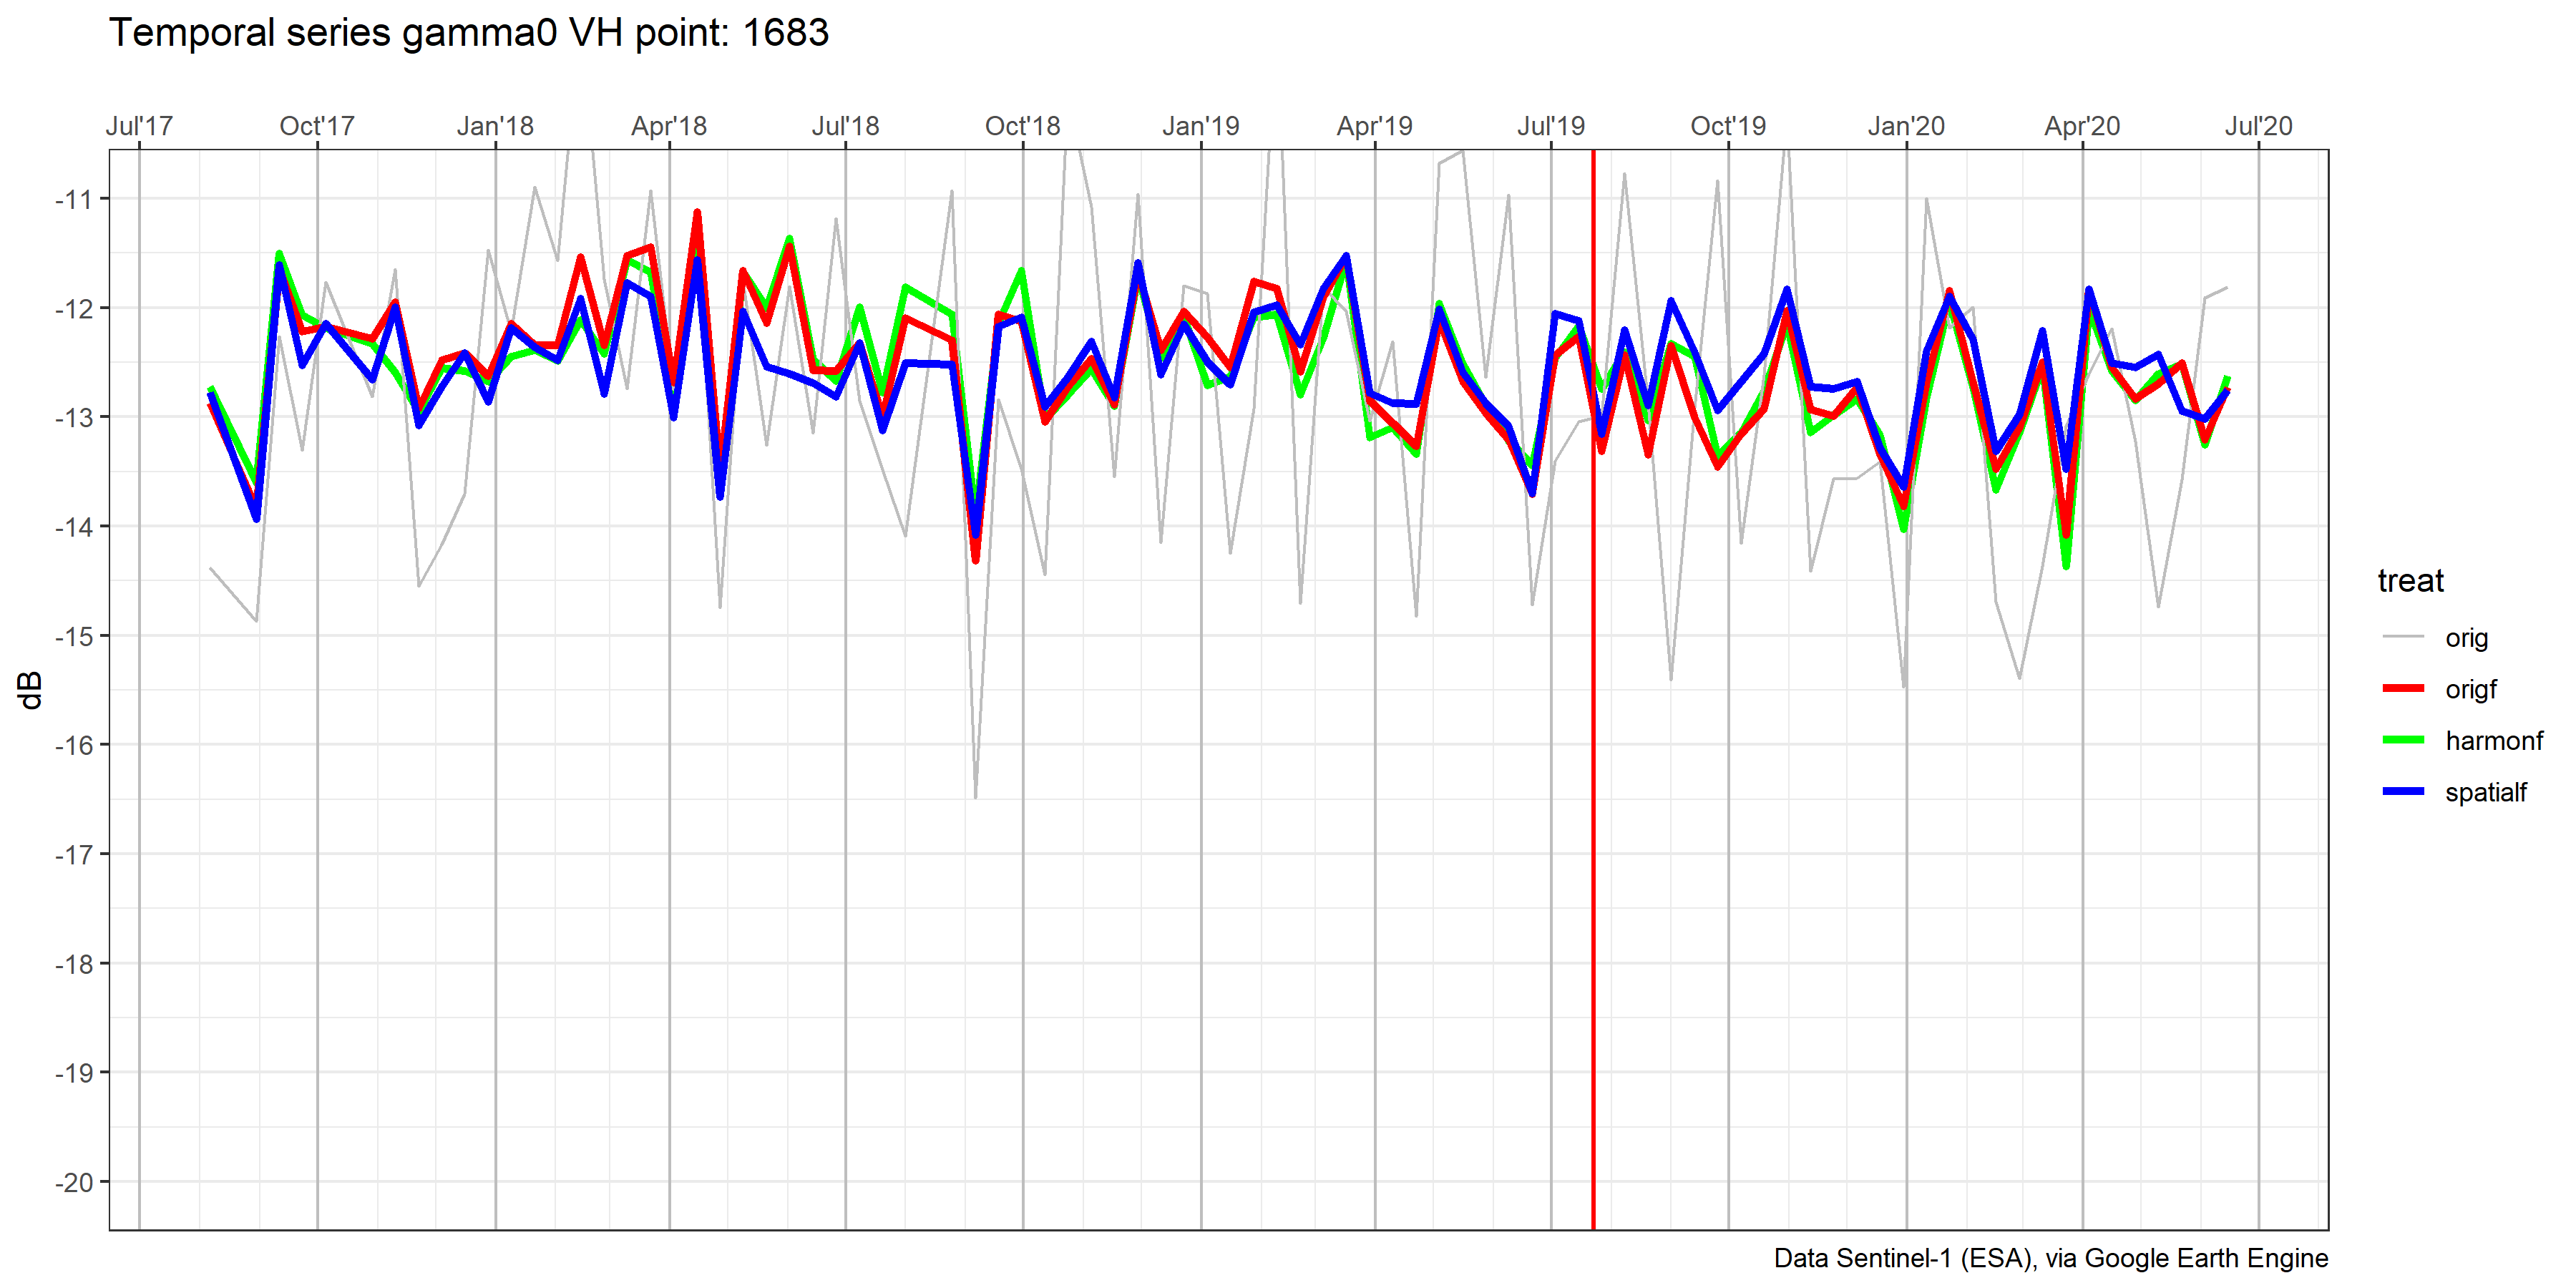 Temporal series gamma0 VH point: 1683
Jul'17 Oct'17 Jan'18 Apr'18 Jul'18 Oct'18 Jan'19 Apr'19 Jul'19 Oct'19 Jan'20 Apr'20 Jul'20
-11
-12
-13
-14
-15
-16
-17
-18
-19
-20
dB
treat
orig
origf
harmonf
spatialf
Data Sentinel-1 (ESA), via Google Earth Engine